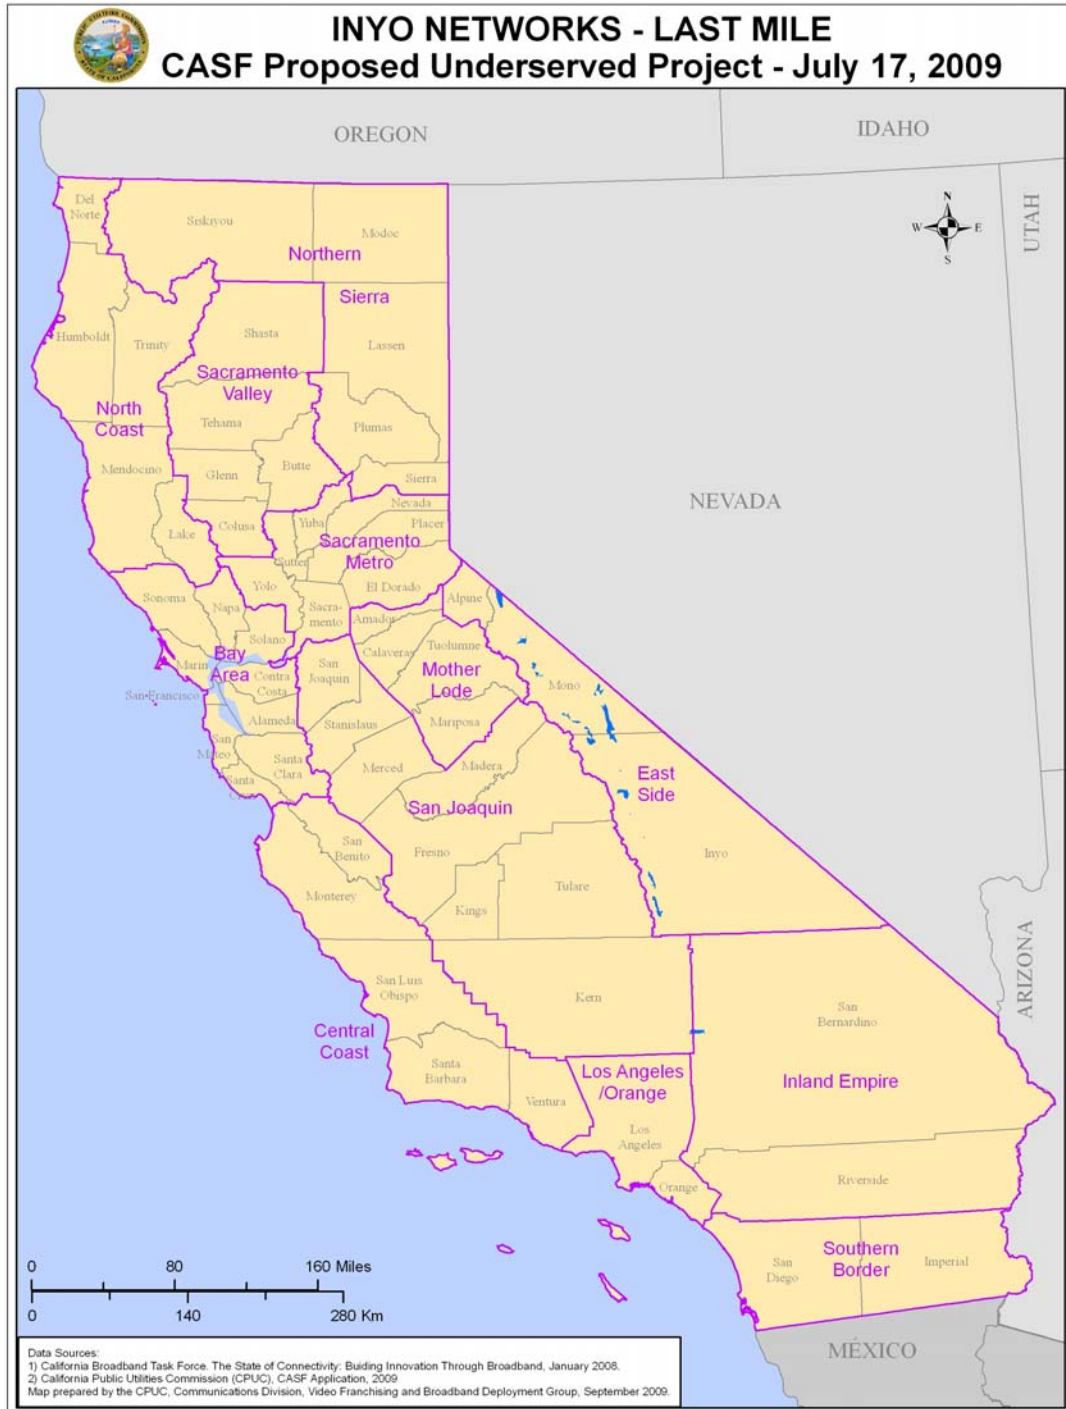 INYO NETWORKS - LAST MILE
CASF Proposed Underserved Project - July 17, 2009
OREGON
IDAHO
UTAH
NEVADA
ARIZONA
MÉXICO
N
W E
S
Del
Norte
Siskiyou
Modoc
Northern
Sierra
Humboldt
Trinity
Shasta
Lassen
Sacramento
Valley
North
Coast
Tehama
Plumas
Mendocino
Glenn
Butte
Sierra
Nevada
Lake
Colusa
Yuba
Placer
Sacramento
Metro
Sutter
El Dorado
Yolo
Sonoma
Napa
Sacra-
mento
Alpine
Amador
Solano
Calaveras
Tuolumne
Bay
Area
Marin
Contra
Costa
San
Joaquin
Mother
Lode
Mono
San Francisco
Alameda
Stanislaus
Mariposa
San
Mateo
Santa
Clara
Merced
Madera
East
Side
Santa
San Joaquin
San
Benito
Fresno
Inyo
Monterey
Kings
Tulare
San Luis
Obispo
Kern
San
Bernardino
Central
Coast
Santa
Barbara
Ventura
Los Angeles
/Orange
Inland Empire
Los
Angeles
Orange
Riverside
San
Diego
Southern
Border
Imperial
0 80 160 Miles
0 140 280 Km
Data Sources:
1) California Broadband Task Force. The State of Connectivity: Buiding Innovation Through Broadband, January 2008.
2) California Public Utilities Commission (CPUC), CASF Application, 2009
Map prepared by the CPUC, Communications Division, Video Franchising and Broadband Deployment Group, September 2009.